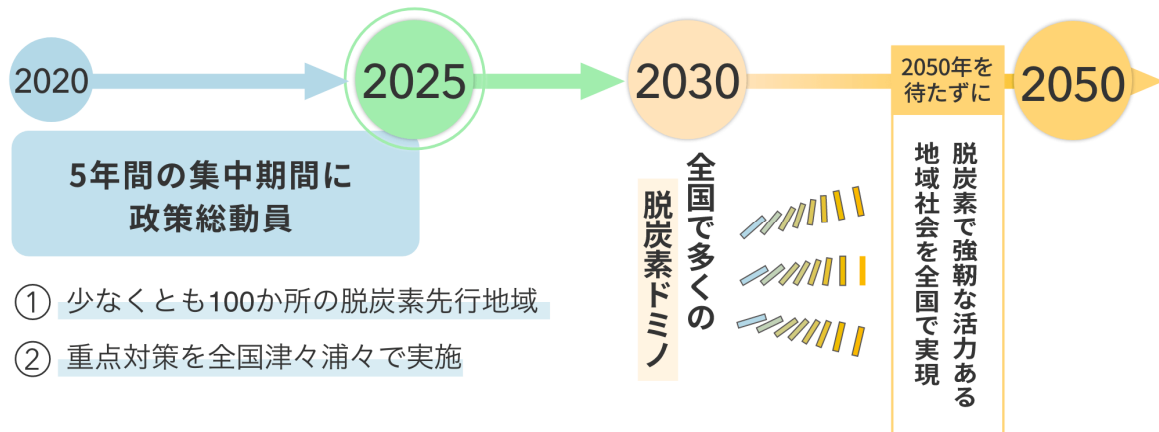 2020
2025
2030
2050年を
待たずに
2050
5年間の集中期間に
政策総動員
① 少なくとも100か所の脱炭素先行地域
② 重点対策を全国津々浦々で実施
全国で多くの
脱炭素ドミノ
脱炭素で強靭な活力ある
地域社会を全国で実現